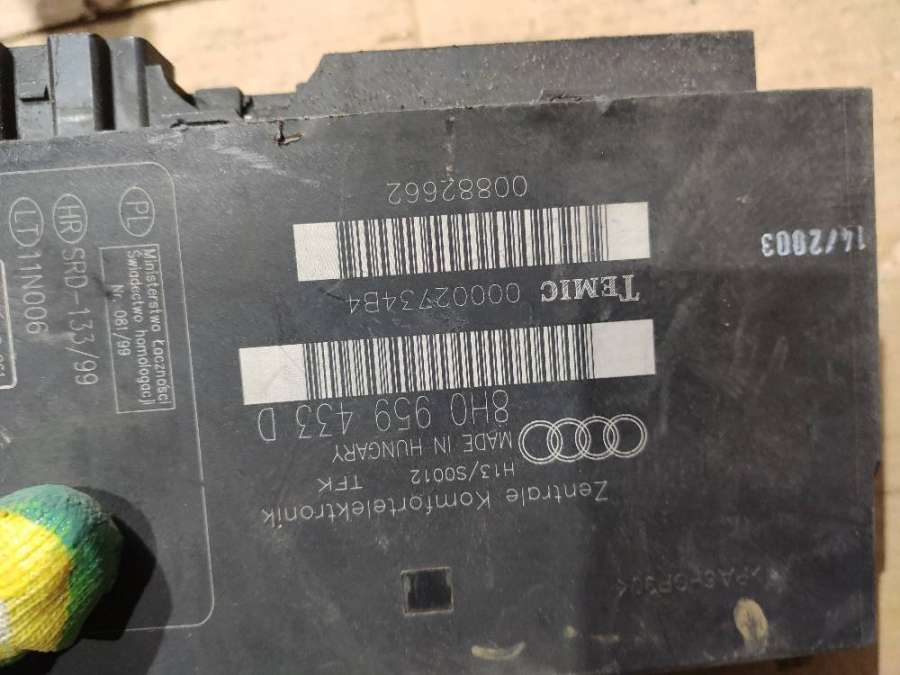 Zentrale Komfortelektronik
H13/S0012 TFK
MADE IN HUNGARY
8H0 959 433 D
TEMIC 00002734B4
00882662
14/2003
PL
Ministerstwo Łączności
Świadectwo homologacji
Nr. 081/99
HR SRD-133/99
LT 11N006